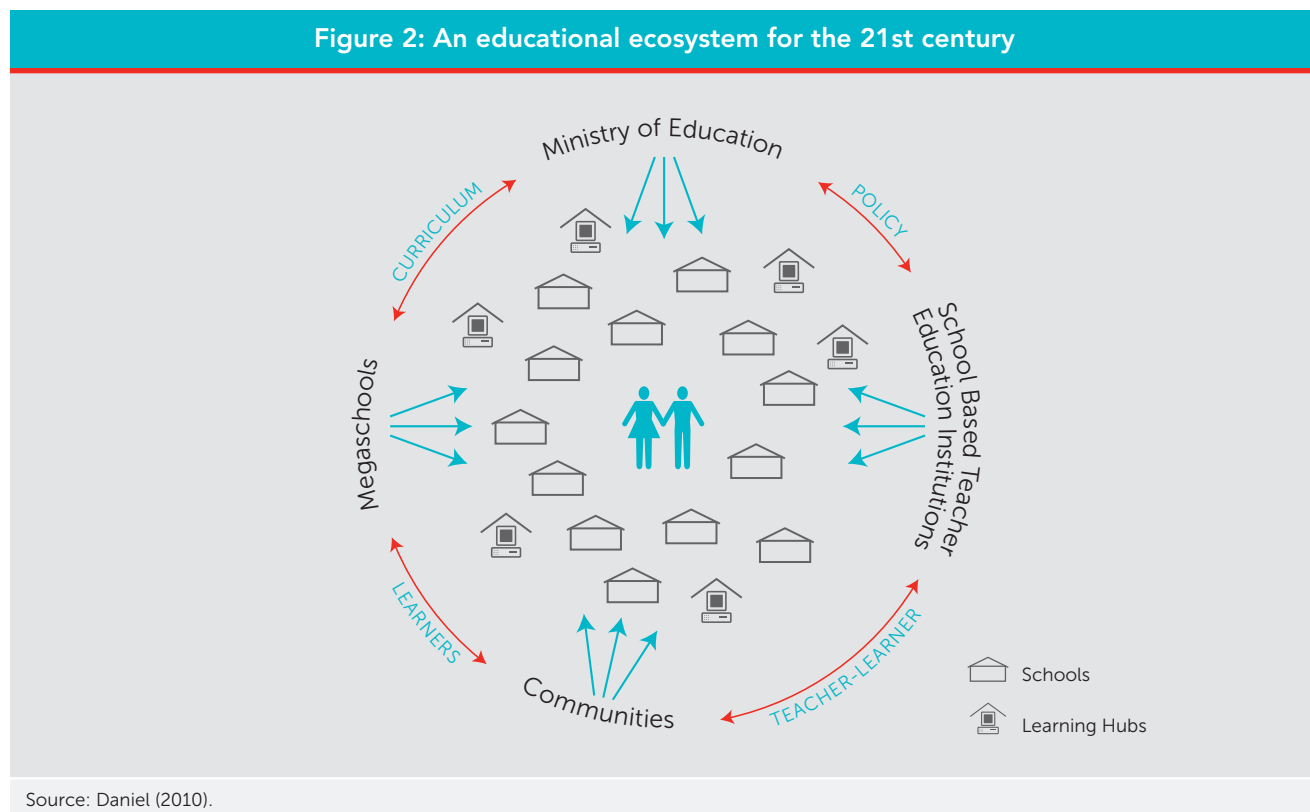 Figure 2: An educational ecosystem for the 21st century
Ministry of Education
CURRICULUM
POLICY
Megaschools
School Based Teacher
Education Institutions
LEARNERS
TEACHER-LEARNER
Communities
Schools
Learning Hubs
Source: Daniel (2010).